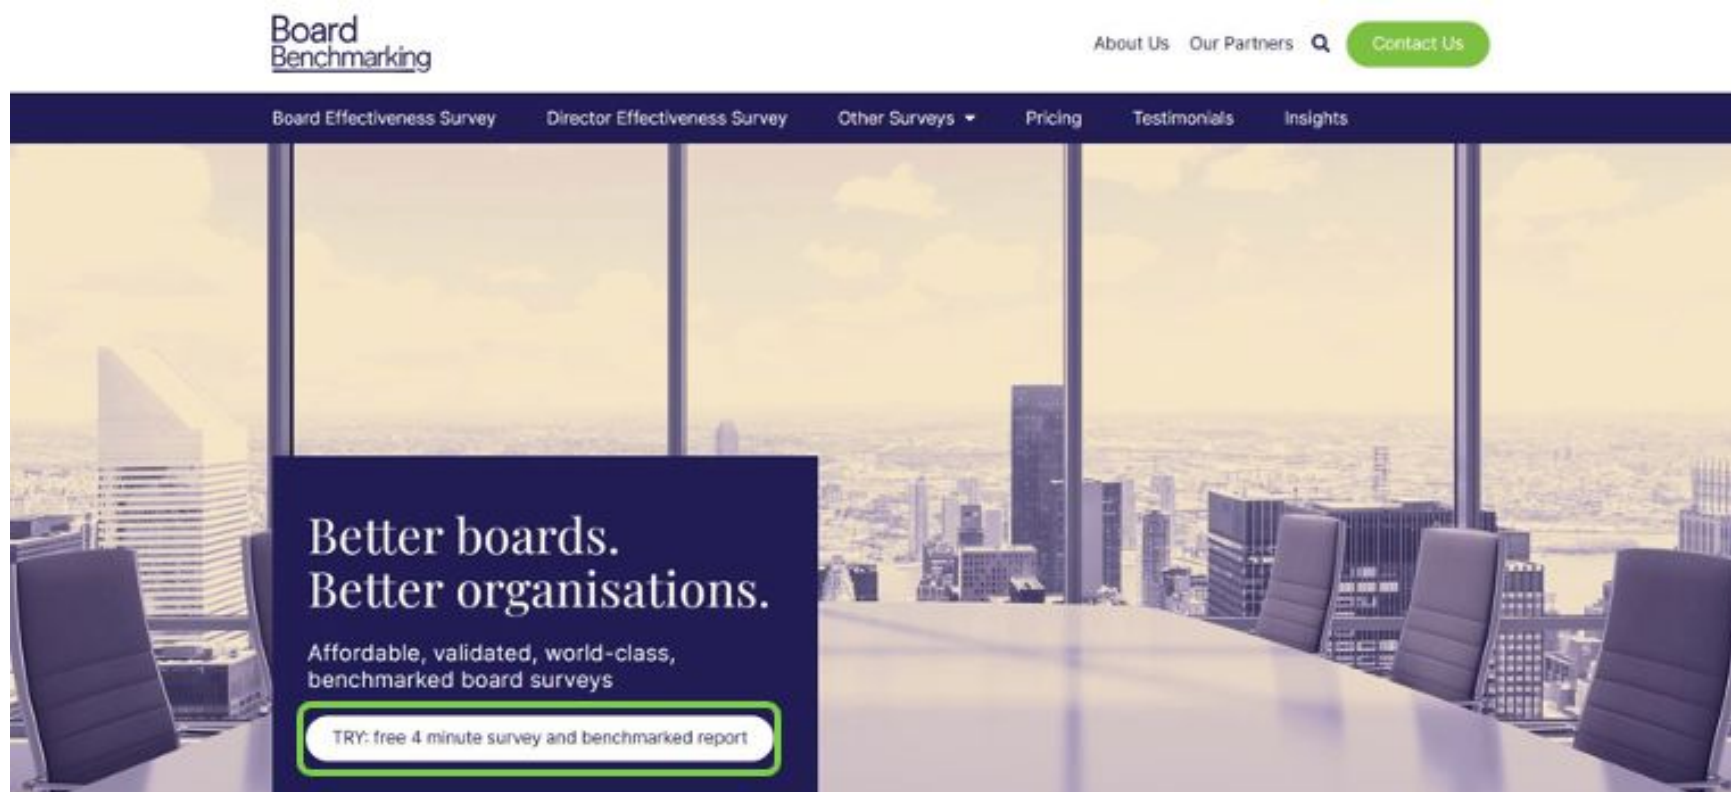 Board
Benchmarking
About Us Our Partners Contact Us
Board Effectiveness Survey Director Effectiveness Survey Other Surveys Pricing Testimonials Insights
Better boards.
Better organisations.
Affordable, validated, world-class,
benchmarked board surveys
TRY: free 4 minute survey and benchmarked report